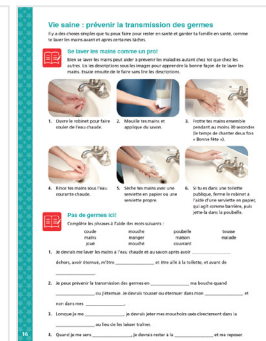 Vie saine : prévenir la transmission des germes
Il y a des choses simples que tu peux faire pour rester en santé et garder ta famille en santé, comme
te laver les mains avant et après certaines tâches.
Se laver les mains comme un pro!
Bien se laver les mains peut aider à prévenir les maladies autant chez toi que chez les
autres. Lis les descriptions sous les images pour apprendre la bonne façon de te laver les
mains. Essaie ensuite de le faire sans lire les descriptions.
1. Ouvre le robinet pour faire
couler de l'eau chaude.
2. Mouille tes mains et
applique du savon.
3. Frotte tes mains ensemble
pendant au moins 30 secondes
(le temps de chanter deux fois
« Bonne fête »).
4. Rince tes mains sous l'eau
courante chaude.
5. Sèche tes mains avec une
serviette en papier ou une
serviette propre.
6. Si tu es dans une toilette
publique, ferme le robinet à
l'aide d'une serviette en papier,
qui agit comme barrière, puis
jette-la dans la poubelle.
Pas de germes ici!
Complète les phrases à l'aide des mots suivants :
coude mouche poubelle tousse
mains manger maison malade
joue mouché courant
1. Je devrais me laver les mains à l'eau chaude et au savon après avoir
dehors, avoir éternué, m'être et être allé à la toilette, et avant de
2. Je peux prévenir la transmission des germes en ma bouche quand
ou j'éternue. Je devrais tousser ou éternuer dans mon et
non dans mes
3. Lorsque je me je devrais jeter mes mouchoirs sales directement dans la
au lieu de les laisser traîner.
4. Quand je me sens je devrais rester à la et me reposer.
16